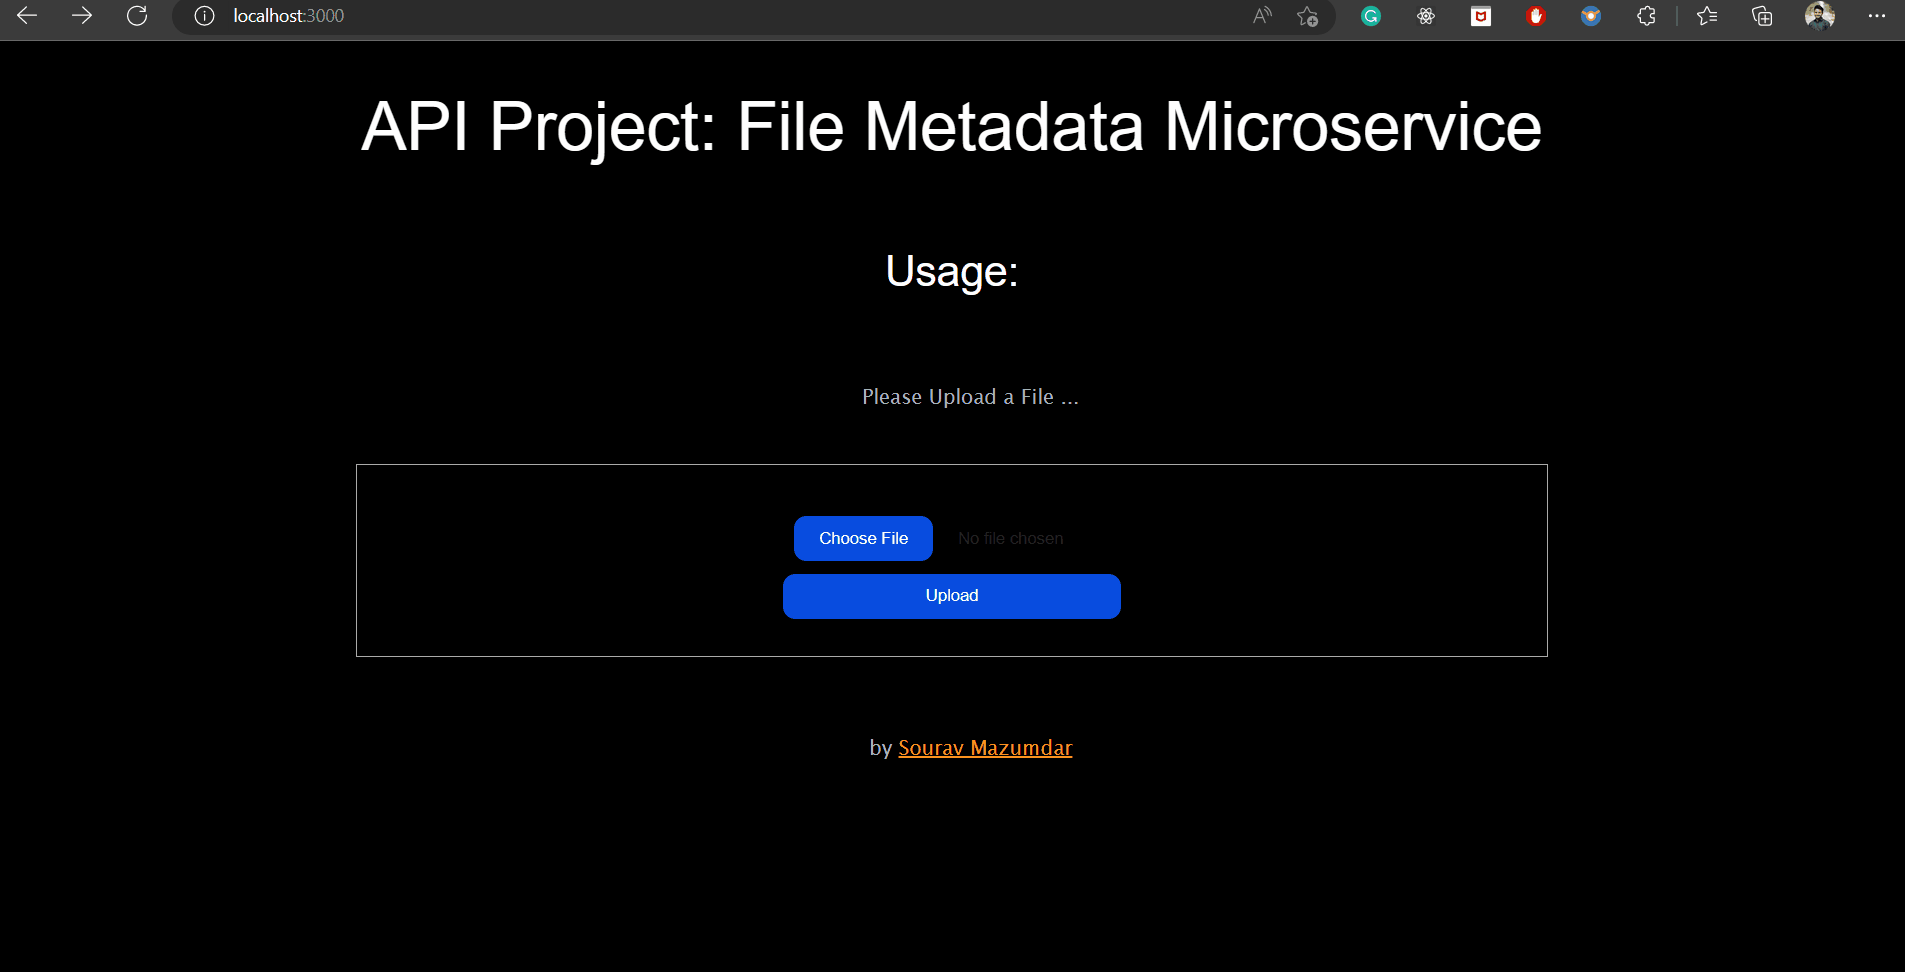 localhost:3000
API Project: File Metadata Microservice
Usage:
Please Upload a File ...
Choose File No file chosen
Upload
by Sourav Mazumdar